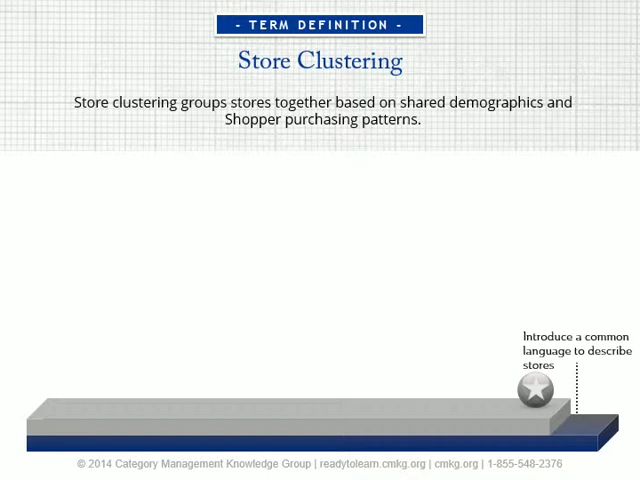 - TERM DEFINITION -
Store Clustering
Store clustering groups stores together based on shared demographics and
Shopper purchasing patterns.
Introduce a common
language to describe
stores
© 2014 Category Management Knowledge Group | readytolearn.cmkg.org | cmkg.org | 1-855-548-2376